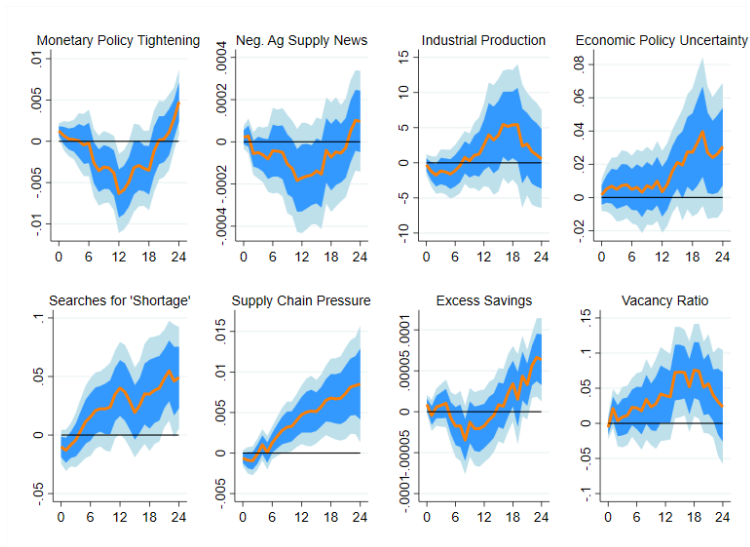 Monetary Policy Tightening
.01
.005
0
-.005
-.01
0 6 12 18 24
Neg. Ag Supply News
.0004
.0002
0
-.0002
-.0004
0 6 12 18 24
Industrial Production
15
10
5
0
-5
-10
0 6 12 18 24
Economic Policy Uncertainty
.08
.06
.04
.02
0
-.02
0 6 12 18 24
Searches for 'Shortage'
.1
.05
0
-.05
0 6 12 18 24
Supply Chain Pressure
.015
.01
.005
0
-.005
0 6 12 18 24
Excess Savings
.0001
.00005
0
-.00005
-.0001
0 6 12 18 24
Vacancy Ratio
.15
.1
.05
0
-.05
-.1
0 6 12 18 24